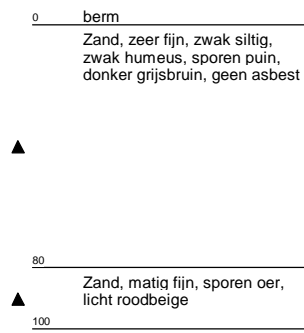 0 berm
Zand, zeer fijn, zwak siltig,
zwak humeus, sporen puin,
donker grijsbruin, geen asbest
80
Zand, matig fijn, sporen oer,
licht roodbeige
100